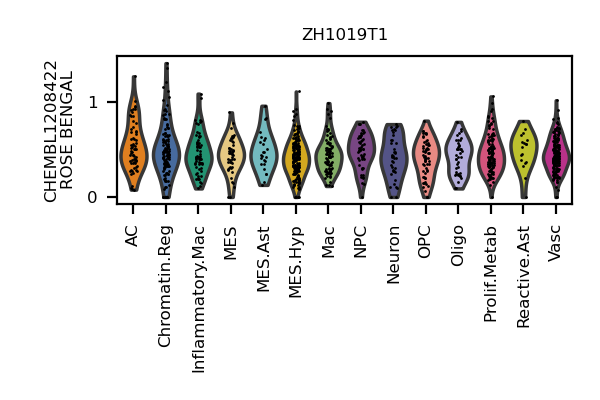 ZH1019T1
CHEMBL1208422
ROSE BENGAL
1
0
AC
Chromatin.Reg
Inflammatory.Mac
MES
MES.Ast
MES.Hyp
Mac
NPC
Neuron
OPC
Oligo
Prolif.Metab
Reactive.Ast
Vasc